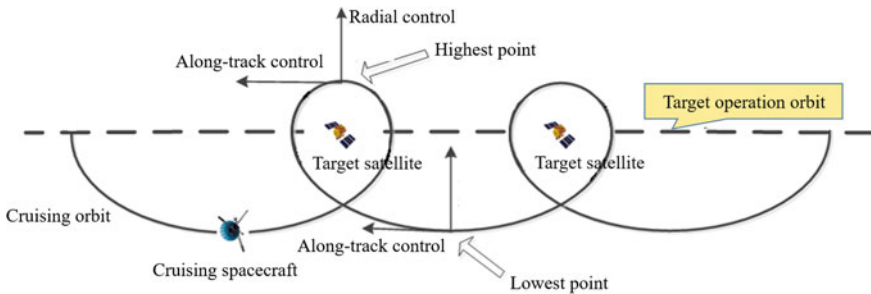 Radial control
Highest point
Along-track control
Target operation orbit
Target satellite
Target satellite
Cruising orbit
Along-track control
Cruising spacecraft
Lowest point